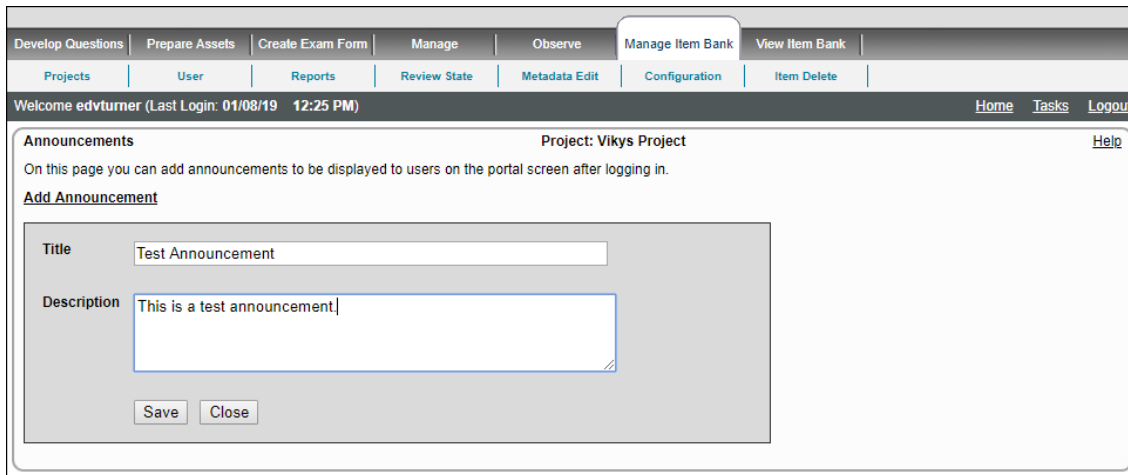 Develop Questions Prepare Assets Create Exam Form Manage Observe Manage Item Bank View Item Bank
Projects User Reports Review State Metadata Edit Configuration Item Delete
Welcome edvturner (Last Login: 01/08/19 12:25 PM) Home Tasks Logou
Announcements Project: Vikys Project Help
On this page you can add announcements to be displayed to users on the portal screen after logging in.
Add Announcement
Title Test Announcement
Description This is a test announcement.
Save Close